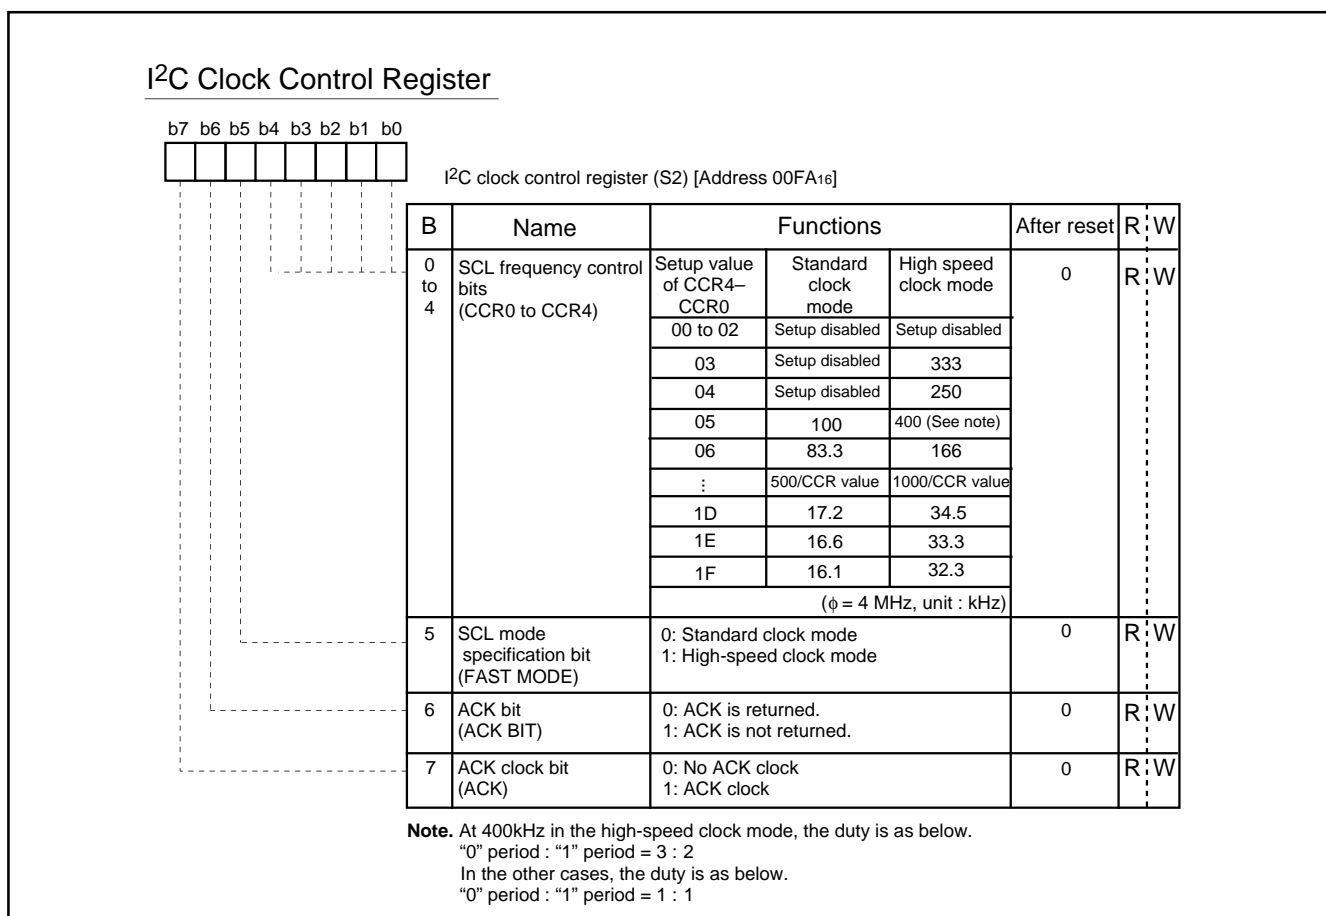 I2C Clock Control Register
b7 b6 b5 b4 b3 b2 b1 b0
I2C clock control register (S2) [Address 00FA16]
B Name Functions After reset R W
0 to 4 SCL frequency control bits (CCR0 to CCR4) 0 R W
Setup value of CCR4–CCR0 Standard clock mode High speed clock mode
00 to 02 Setup disabled Setup disabled
03 Setup disabled 333
04 Setup disabled 250
05 100 400 (See note)
06 83.3 166
⋮ 500/CCR value 1000/CCR value
1D 17.2 34.5
1E 16.6 33.3
1F 16.1 32.3
(ϕ = 4 MHz, unit : kHz)
5 SCL mode specification bit (FAST MODE) 0: Standard clock mode 0 R W
1: High-speed clock mode
6 ACK bit (ACK BIT) 0: ACK is returned. 0 R W
1: ACK is not returned.
7 ACK clock bit (ACK) 0: No ACK clock 0 R W
1: ACK clock
Note. At 400kHz in the high-speed clock mode, the duty is as below.
“0” period : “1” period = 3 : 2
In the other cases, the duty is as below.
“0” period : “1” period = 1 : 1